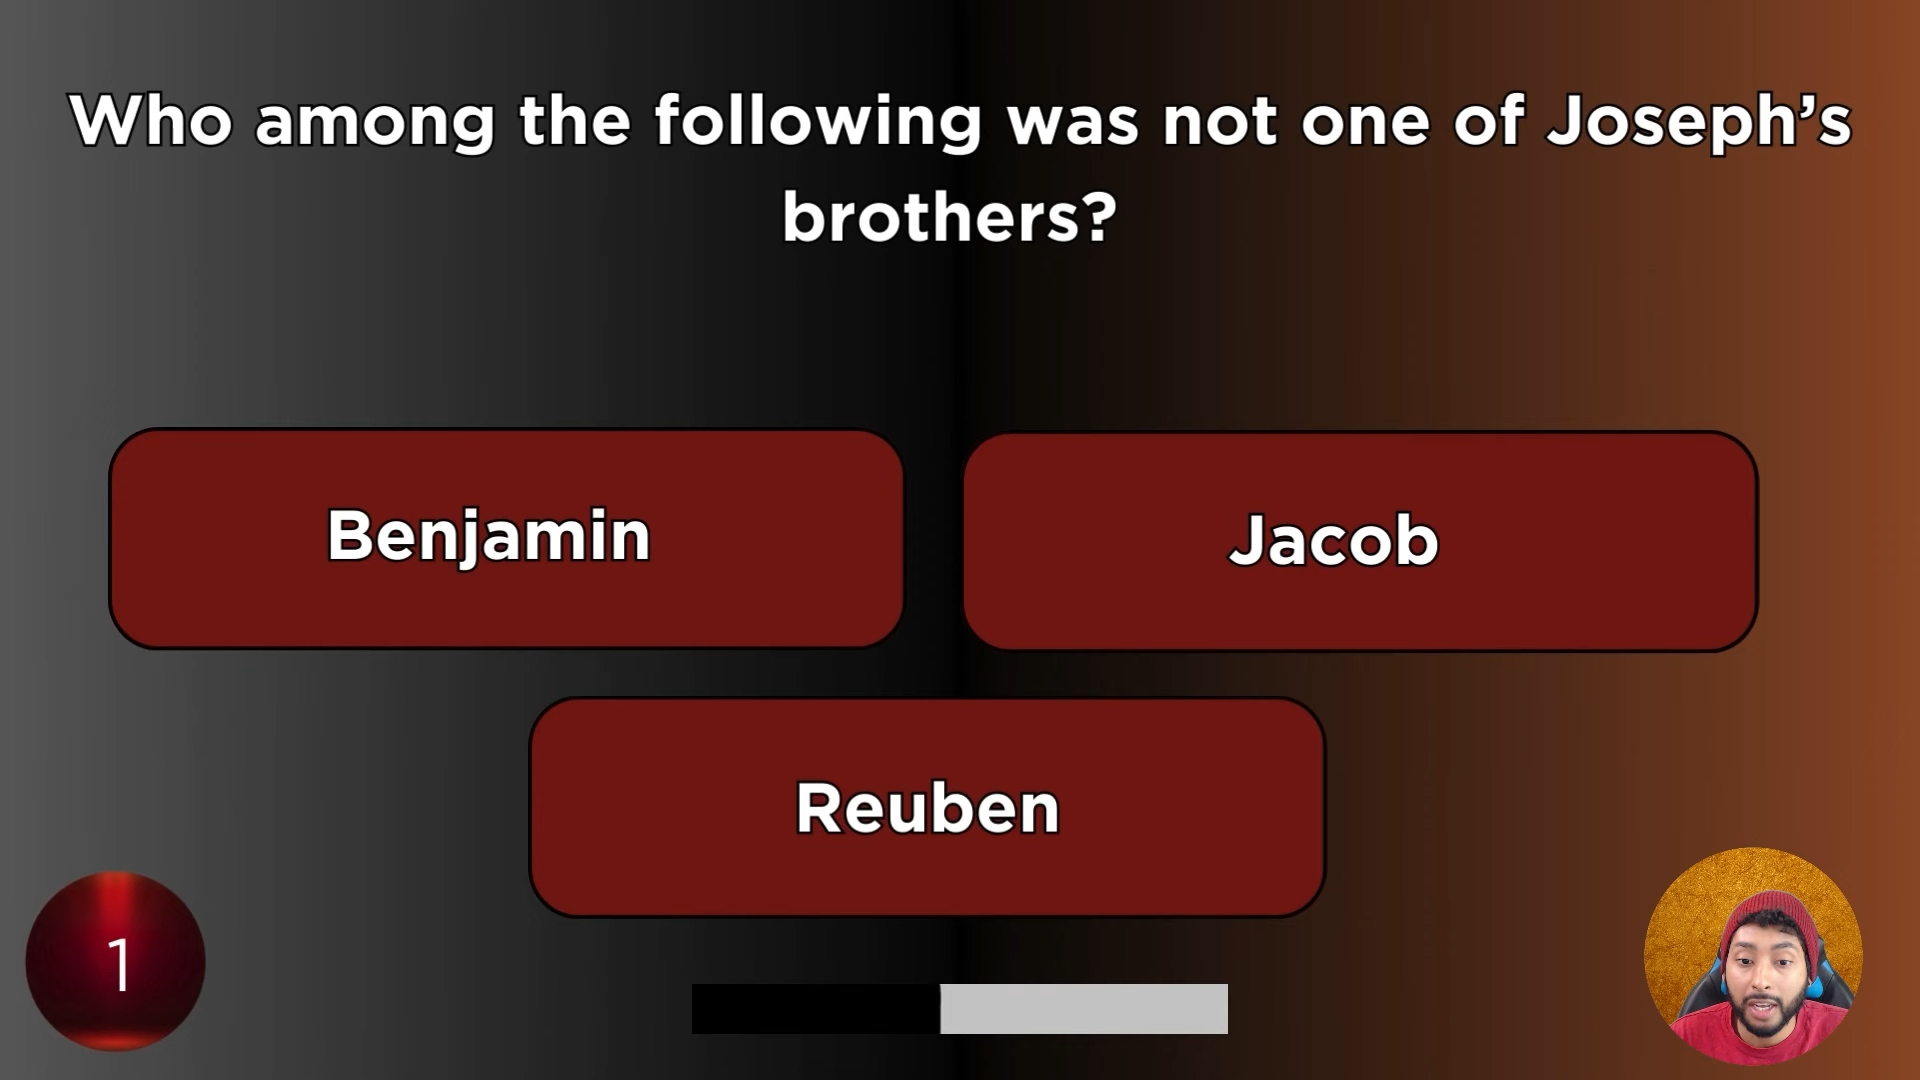 Who among the following was not one of Joseph’s
brothers?
Benjamin
Jacob
Reuben
1